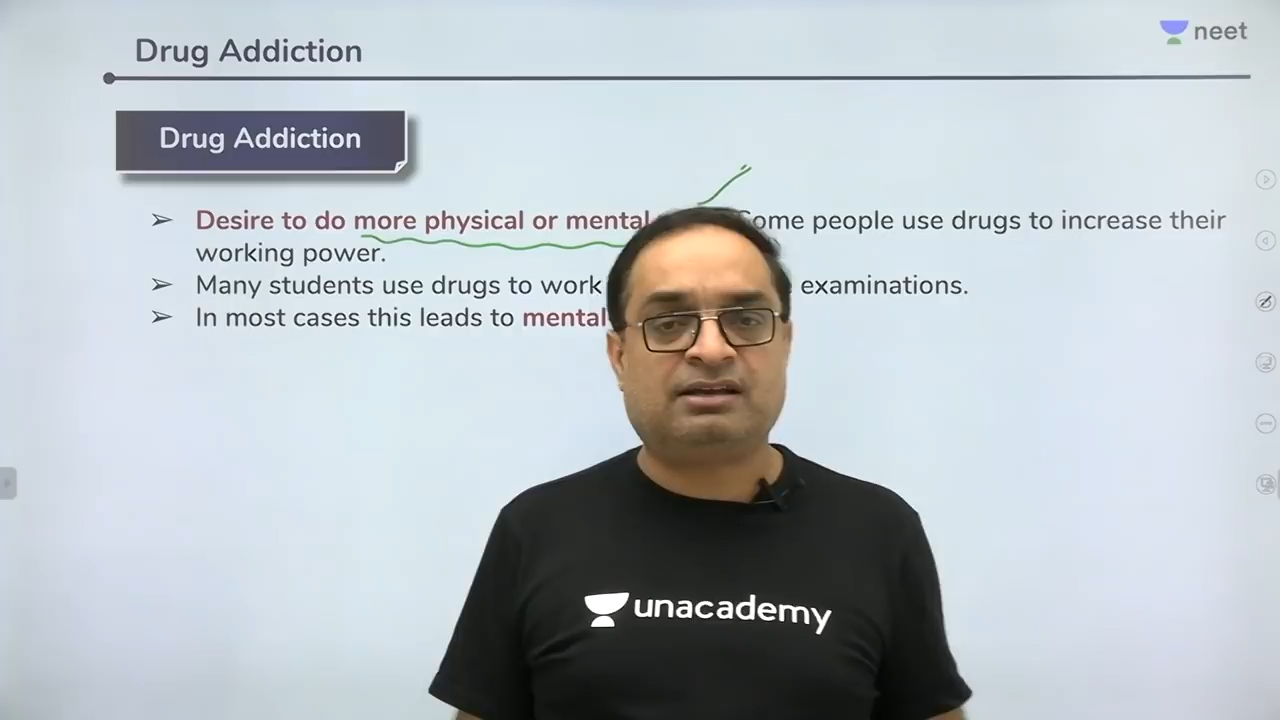 Drug Addiction
neet
Drug Addiction
➢ Desire to do more physical or mental ome people use drugs to increase their
working power.
➢ Many students use drugs to work examinations.
➢ In most cases this leads to mental
unacademy